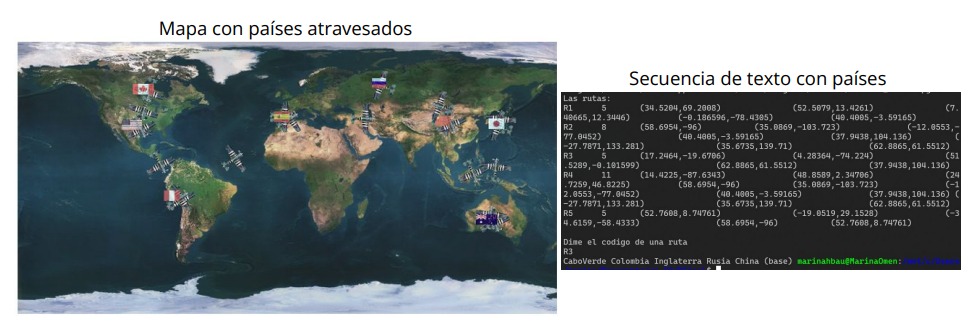 Mapa con países atravesados
Secuencia de texto con países
Las rutas:
R1 5 (34.5204,69.2008) (52.5079,13.4261) (7.
40665,12.3446) (-0.186596,-78.4305) (40.4005,-3.59165)
R2 8 (58.6954,-96) (35.0869,-103.723) (-12.0553,-
77.0452) (40.4005,-3.59165) (37.9438,104.136) (
-27.7871,133.281) (35.6735,139.71) (62.8865,61.5512)
R3 5 (17.2464,-19.6706) (4.28364,-74.224) (51
.5289,-0.101599) (62.8865,61.5512) (37.9438,104.136)
R4 11 (14.4225,-87.6343) (48.8589,2.34706) (24
.7259,46.8225) (58.6954,-96) (35.0869,-103.723) (-1
2.0553,-77.0452) (40.4005,-3.59165) (37.9438,104.136) (
-27.7871,133.281) (35.6735,139.71) (62.8865,61.5512)
R5 5 (52.7608,8.74761) (-19.0519,29.1528) (-3
4.6159,-58.4333) (58.6954,-96) (52.7608,8.74761)
Dime el codigo de una ruta
R3
CaboVerde Colombia Inglaterra Rusia China (base) marinahbau@MarinaOmen: